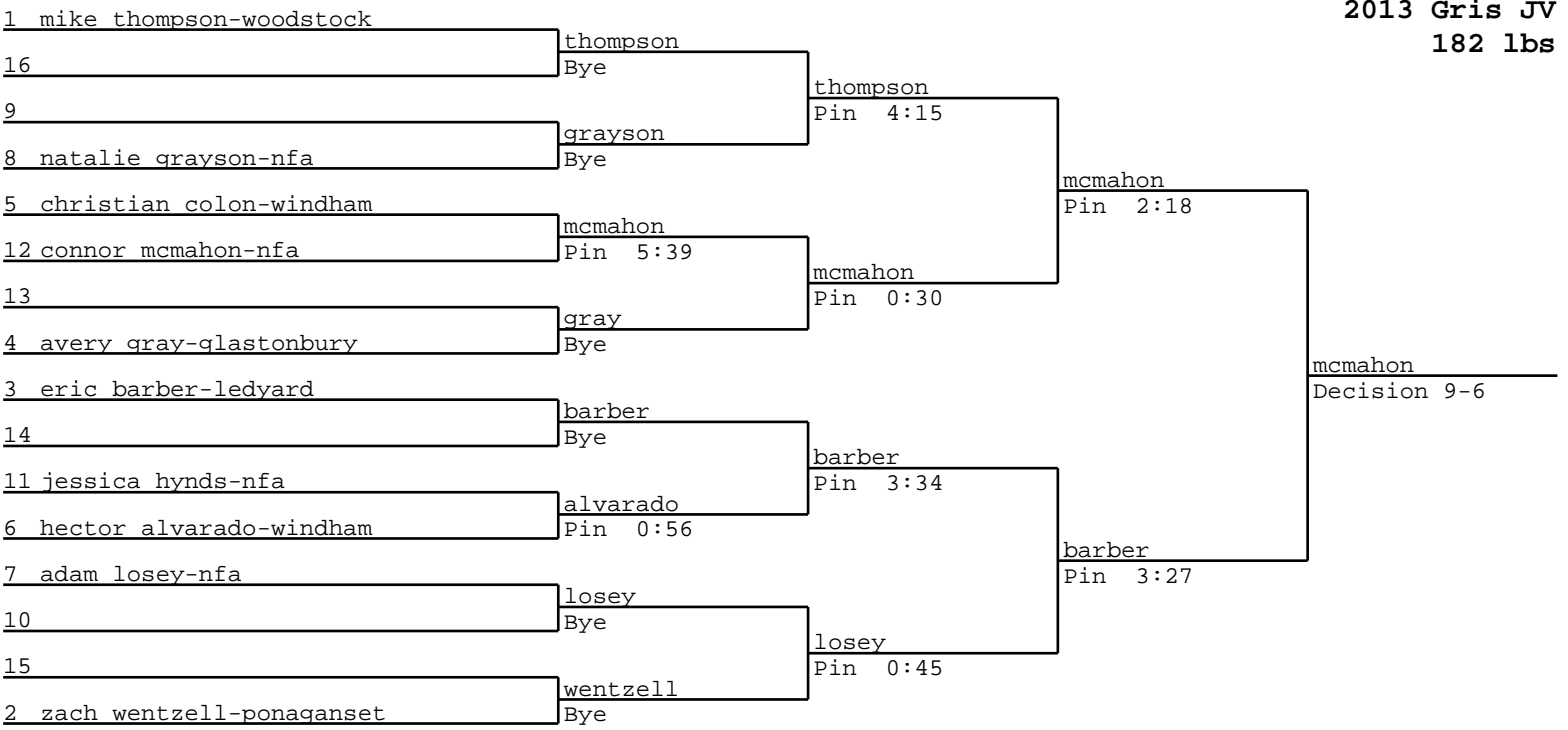 2013 Gris JV
182 lbs
1 mike thompson-woodstock
16
9
8 natalie grayson-nfa
5 christian colon-windham
12 connor mcmahon-nfa
13
4 avery gray-glastonbury
3 eric barber-ledyard
14
11 jessica hynds-nfa
6 hector alvarado-windham
7 adam losey-nfa
10
15
2 zach wentzell-ponaganset
thompson
Bye
grayson
Bye
mcmahon
Pin 5:39
gray
Bye
barber
Bye
alvarado
Pin 0:56
losey
Bye
wentzell
Bye
thompson
Pin 4:15
mcmahon
Pin 0:30
barber
Pin 3:34
losey
Pin 0:45
mcmahon
Pin 2:18
barber
Pin 3:27
mcmahon
Decision 9-6